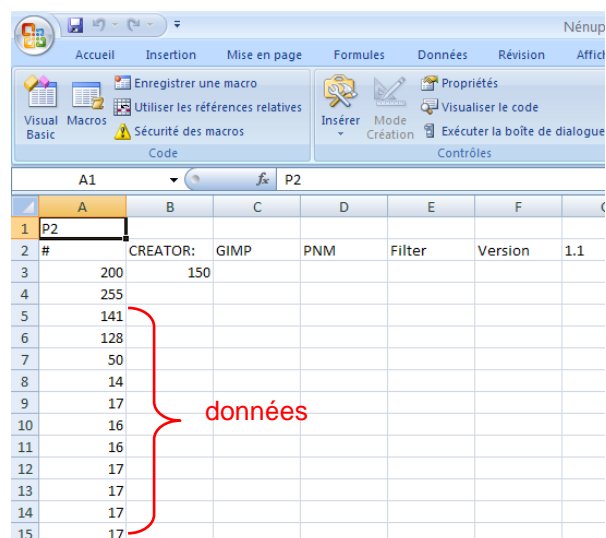 Nénup
Accueil Insertion Mise en page Formules Données Révision Affich
Enregistrer une macro
Utiliser les références relatives
Sécurité des macros
Visual Basic
Macros
Code
Insérer
Mode Création
Propriétés
Visualiser le code
Exécuter la boîte de dialogue
Contrôles
A1 fx P2
A B C D E F
1 P2
2 # CREATOR: GIMP PNM Filter Version 1.1
3 200 150
4 255
5 141
6 128
7 50
8 14
9 17
10 16
11 16
12 17
13 17
14 17
15 17
données